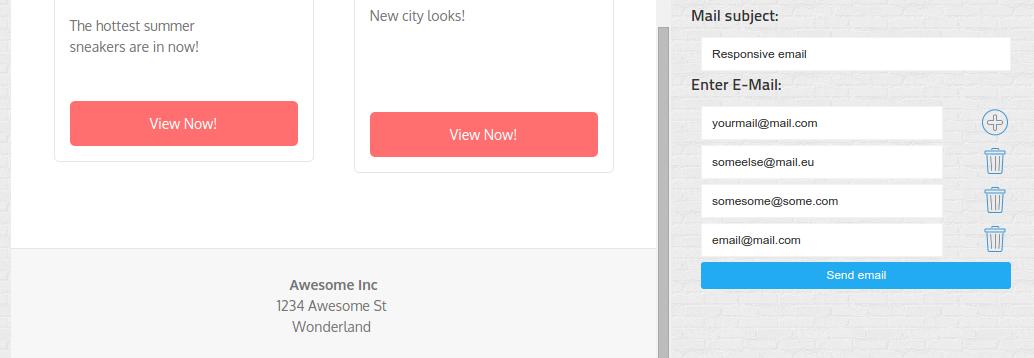 The hottest summer
sneakers are in now!
View Now!
New city looks!
View Now!
Awesome Inc
1234 Awesome St
Wonderland
Mail subject:
Responsive email
Enter E-Mail:
yourmail@mail.com
someelse@mail.eu
somesome@some.com
email@mail.com
Send email